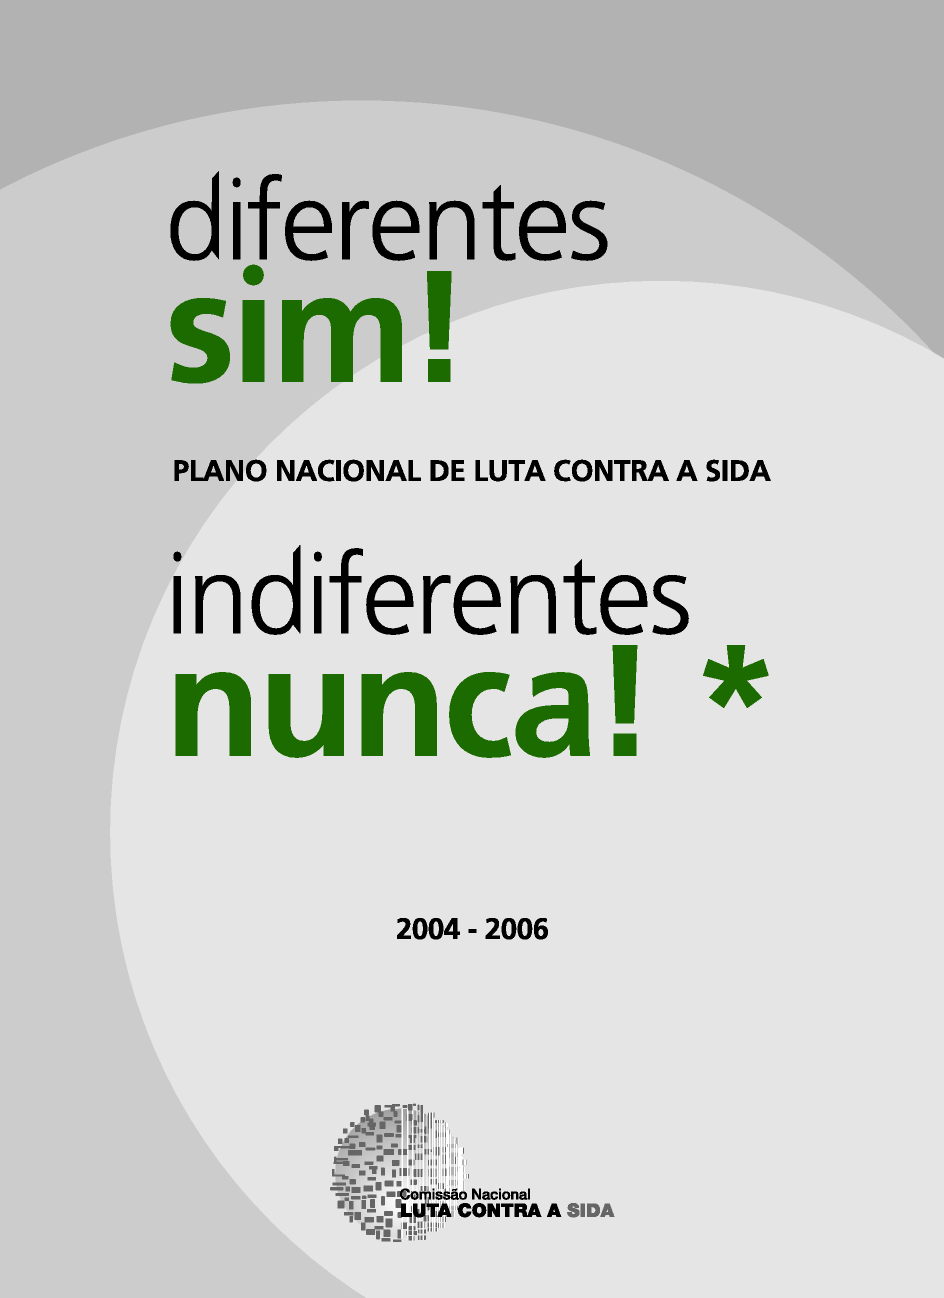 diferentes
sim!
PLANO NACIONAL DE LUTA CONTRA A SIDA
indiferentes
nunca! *
2004 - 2006
Comissão Nacional
LUTA CONTRA A SIDA